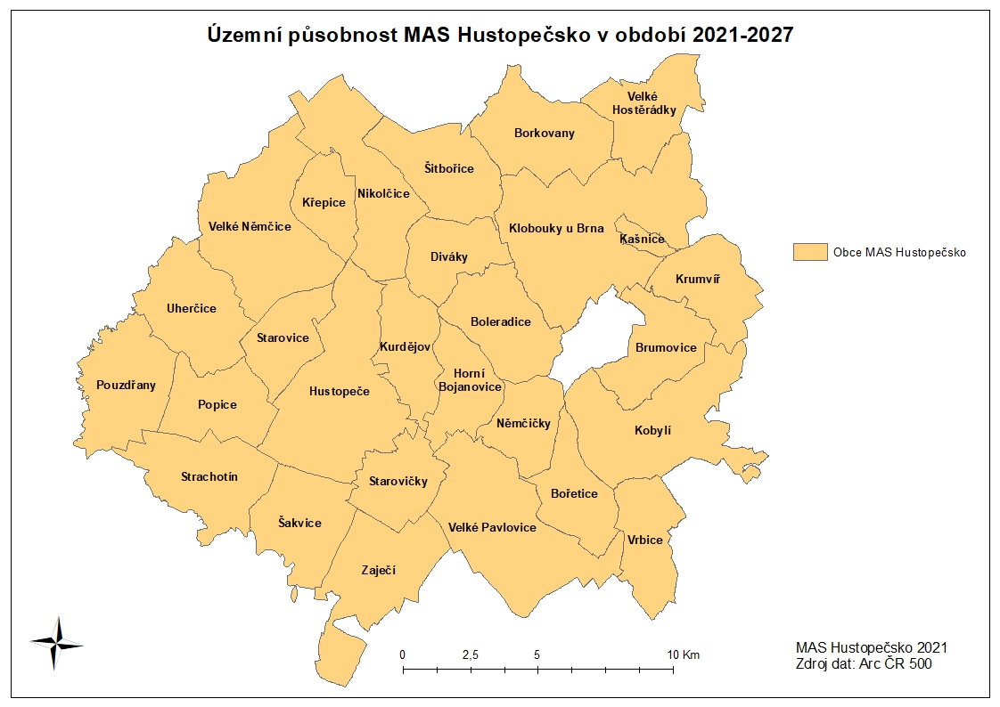 Územní působnost MAS Hustopečsko v období 2021-2027
Velké
Hostěrádky
Borkovany
Šitbořice
Nikolčice
Křepice
Velké Němčice
Klobouky u Brna
Kašnice
Diváky
Obce MAS Hustopečsko
Krumvíř
Uherčice
Boleradice
Starovice
Kurdějov
Brumovice
Horní
Bojanovice
Pouzdřany
Hustopeče
Popice
Němčičky
Kobylí
Strachotín
Starovičky
Bořetice
Šakvice
Velké Pavlovice
Vrbice
Zaječí
0 2,5 5 10 Km
MAS Hustopečsko 2021
Zdroj dat: Arc ČR 500